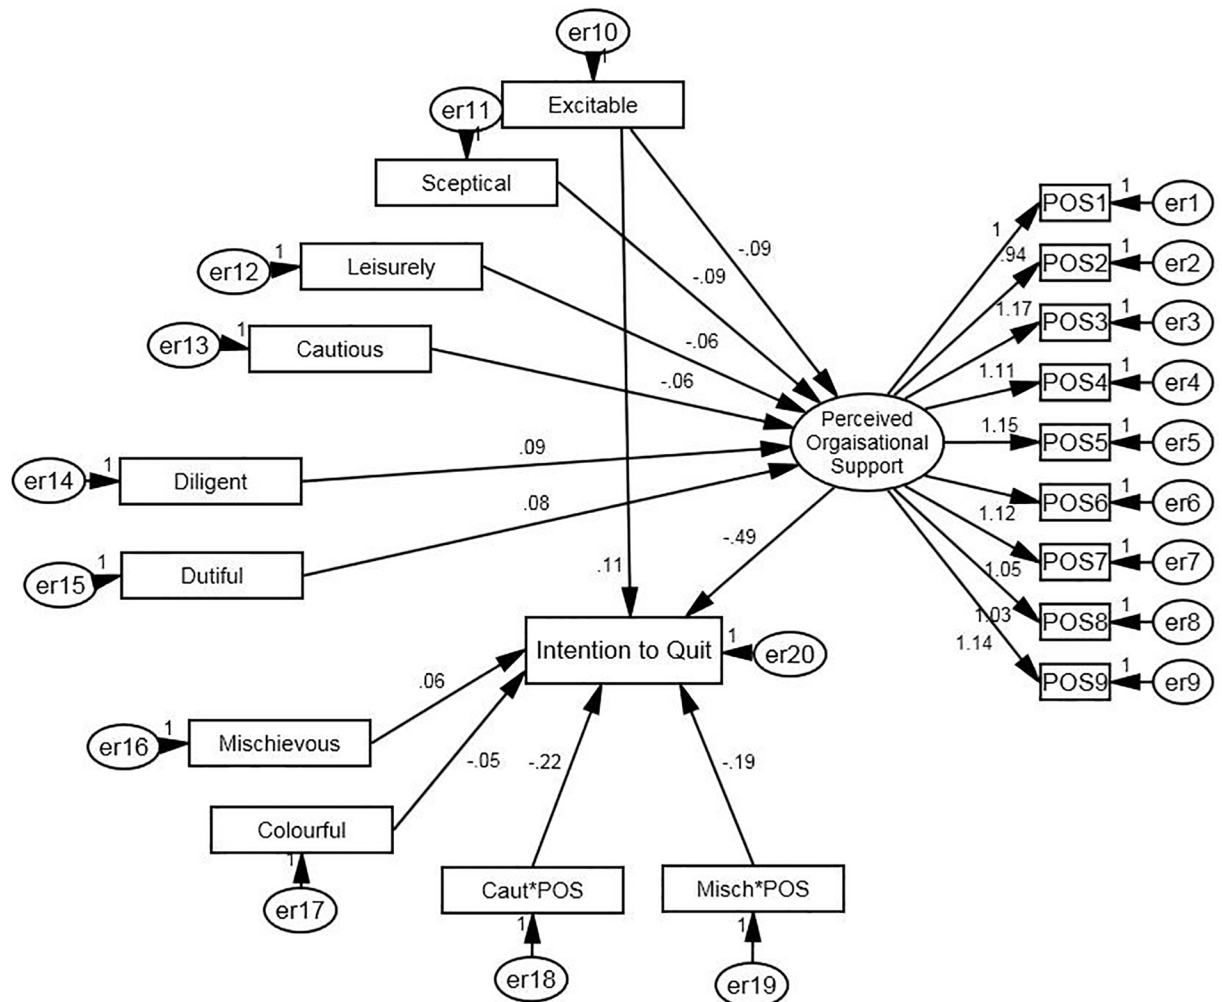 er10
1
Excitable
er11
1
Sceptical
er12
1
Leisurely
er13
1
Cautious
er14
1
Diligent
er15
1
Dutiful
-.09
-.09
-.06
-.06
.09
.08
Perceived
Orgaisational
Support
1
.94
1.17
1.11
1.15
1.12
1.05
1.03
1.14
POS1
1
er1
POS2
1
er2
POS3
1
er3
POS4
1
er4
POS5
1
er5
POS6
1
er6
POS7
1
er7
POS8
1
er8
POS9
1
er9
-.49
.11
Intention to Quit
1
er20
er16
1
Mischievous
.06
Colourful
1
er17
-.05
-.22
-.19
Caut*POS
1
er18
Misch*POS
1
er19